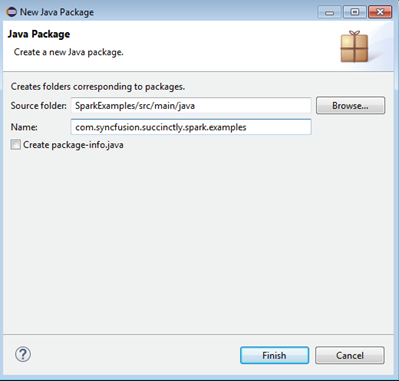 New Java Package
Java Package
Create a new Java package.
Creates folders corresponding to packages.
Source folder: SparkExamples/src/main/java Browse...
Name: com.syncfusion.succinctly.spark.examples
Create package-info.java
? Finish Cancel